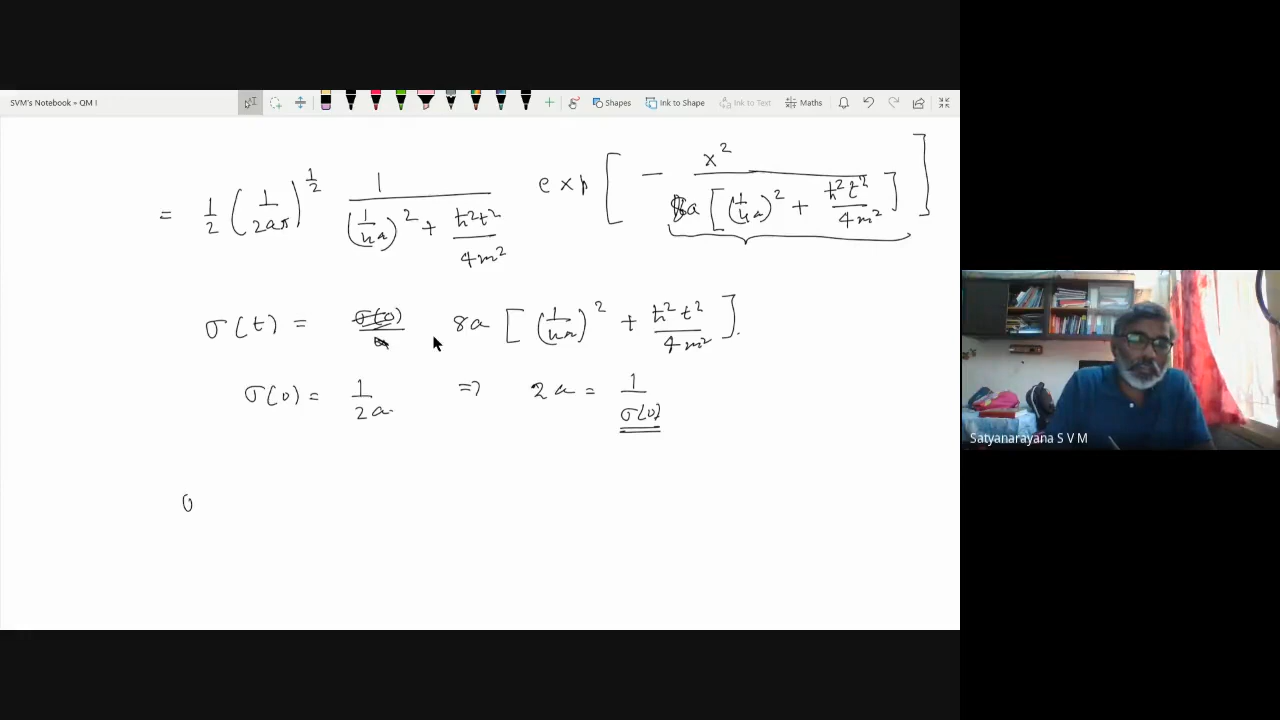 SVM's Notebook » QM I
Shapes Ink to Shape Ink to Text Maths
= 1/2 (1/2aπ)^1/2 1/((1/4a)^2 + ħ²t²/4m²) exp [ - x²/(8a [(1/4a)^2 + ħ²t²/4m²]) ]
σ(t) = 8a [ (1/4a)^2 + ħ²t²/4m² ].
σ(0) = 1/2a ⇒ 2a = 1/σ(0)
σ
Satyanarayana S V M